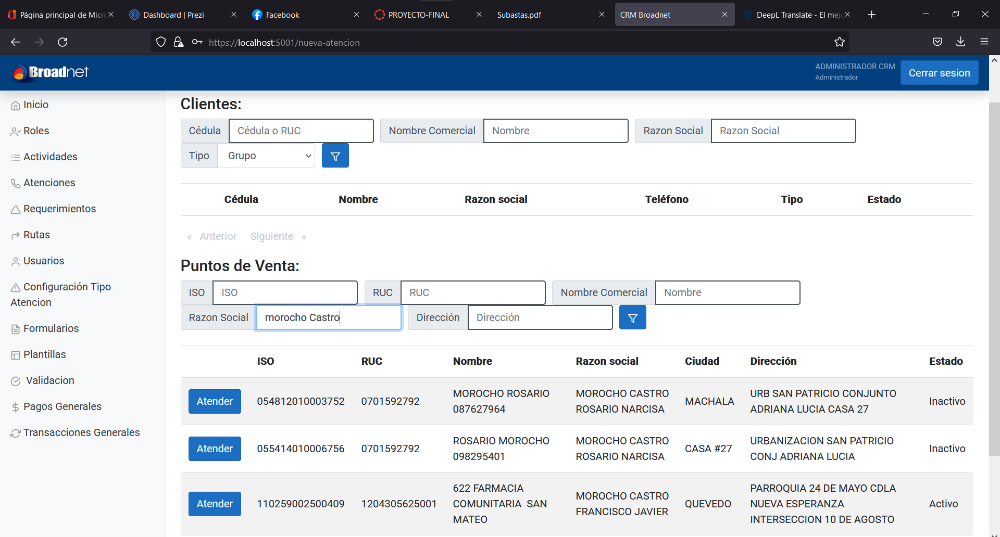 Página principal de Micro
Dashboard | Prezi
Facebook
PROYECTO-FINAL
Subastas.pdf
CRM Broadnet
DeepL Translate - El mej
https://localhost:5001/nueva-atencion
Broadnet
ADMINISTRADOR CRM
Administrador
Cerrar sesion
Inicio
Roles
Actividades
Atenciones
Requerimientos
Rutas
Usuarios
Configuración Tipo
Atencion
Formularios
Plantillas
Validacion
Pagos Generales
Transacciones Generales
Clientes:
Cédula Cédula o RUC Nombre Comercial Nombre Razon Social Razon Social
Tipo Grupo
Cédula Nombre Razon social Teléfono Tipo Estado
« Anterior Siguiente »
Puntos de Venta:
ISO ISO RUC RUC Nombre Comercial Nombre
Razon Social morocho Castro Dirección Dirección
ISO RUC Nombre Razon social Ciudad Dirección Estado
Atender 054812010003752 0701592792 MOROCHO ROSARIO 087627964 MOROCHO CASTRO ROSARIO NARCISA MACHALA URB SAN PATRICIO CONJUNTO ADRIANA LUCIA CASA 27 Inactivo
Atender 055414010006756 0701592792 ROSARIO MOROCHO 098295401 MOROCHO CASTRO ROSARIO NARCISA CASA #27 URBANIZACION SAN PATRICIO CONJ ADRIANA LUCIA Inactivo
Atender 110259002500409 1204305625001 622 FARMACIA COMUNITARIA SAN MATEO MOROCHO CASTRO FRANCISCO JAVIER QUEVEDO PARROQUIA 24 DE MAYO CDLA NUEVA ESPERANZA INTERSECCION 10 DE AGOSTO Activo